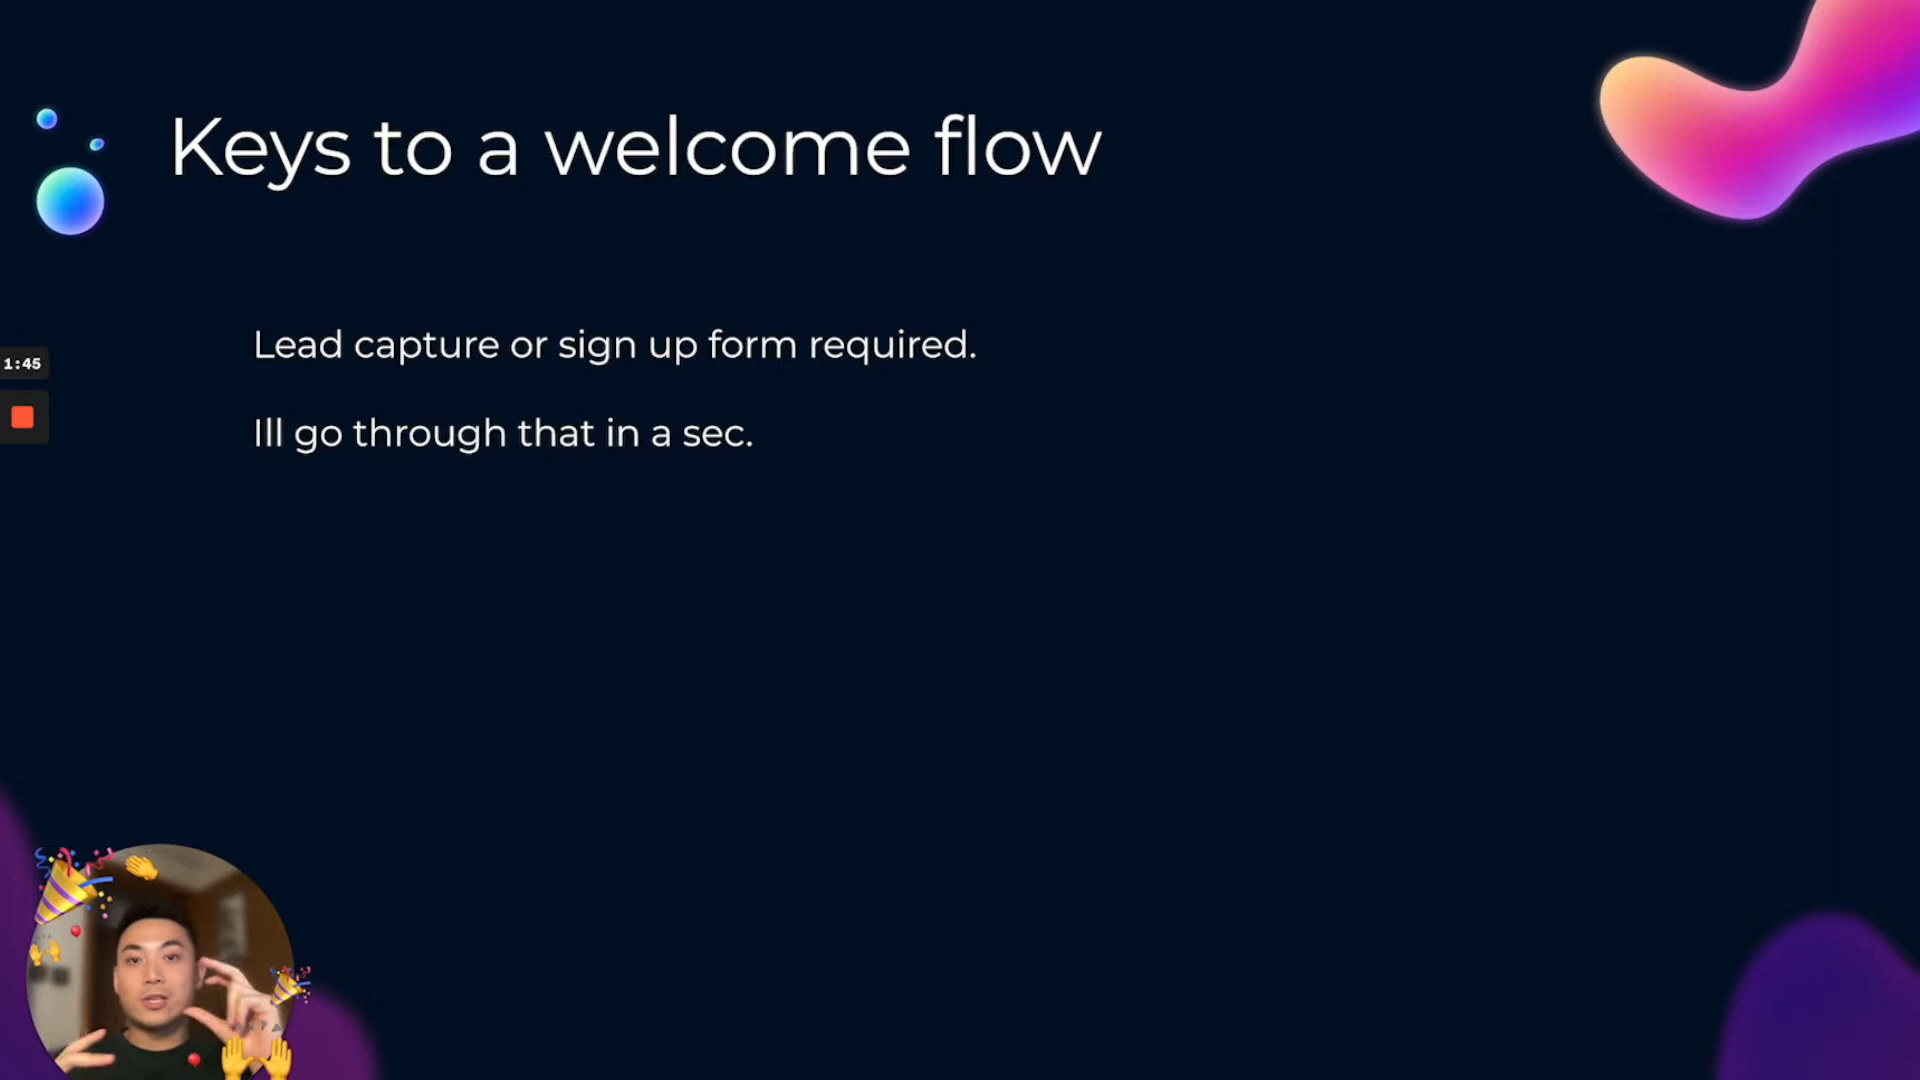 Keys to a welcome flow
Lead capture or sign up form required.
1:45
Ill go through that in a sec.